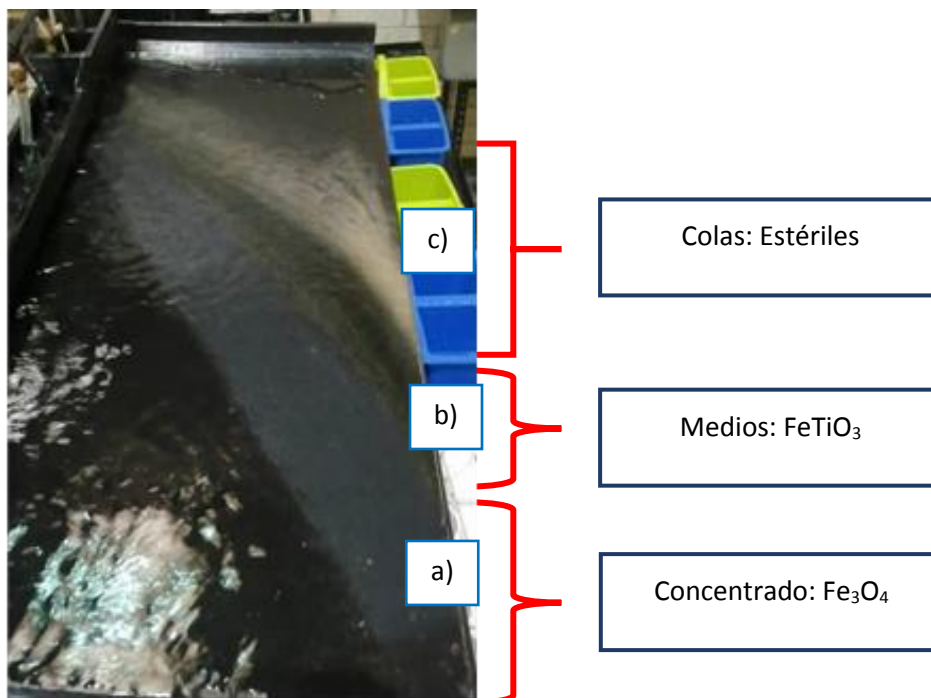 c)
Colas: Estériles
b)
Medios: FeTiO₃
a)
Concentrado: Fe₃O₄